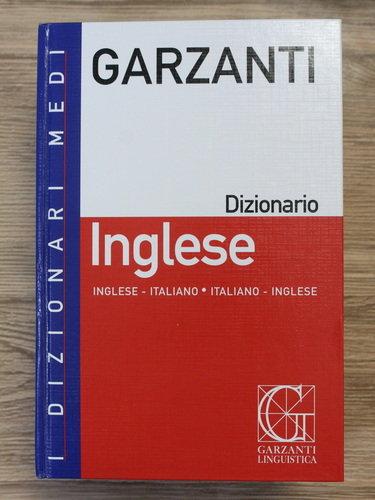 I DIZIONARI MEDI
GARZANTI
Dizionario
Inglese
INGLESE - ITALIANO • ITALIANO - INGLESE
G
GARZANTI
LINGUISTICA